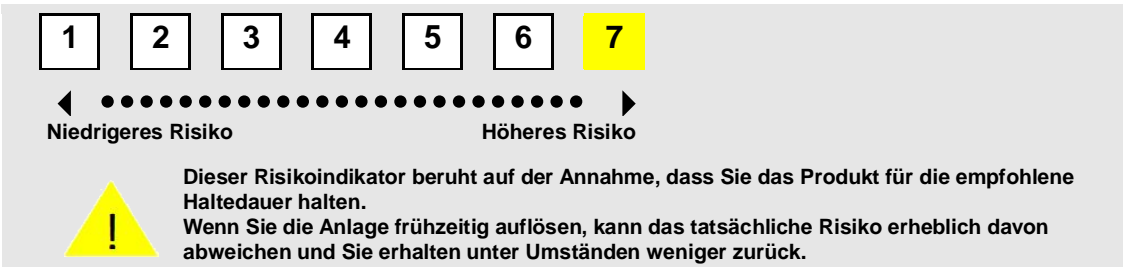 1 2 3 4 5 6 7
Niedrigeres Risiko Höheres Risiko
Dieser Risikoindikator beruht auf der Annahme, dass Sie das Produkt für die empfohlene
Haltedauer halten.
!
Wenn Sie die Anlage frühzeitig auflösen, kann das tatsächliche Risiko erheblich davon
abweichen und Sie erhalten unter Umständen weniger zurück.